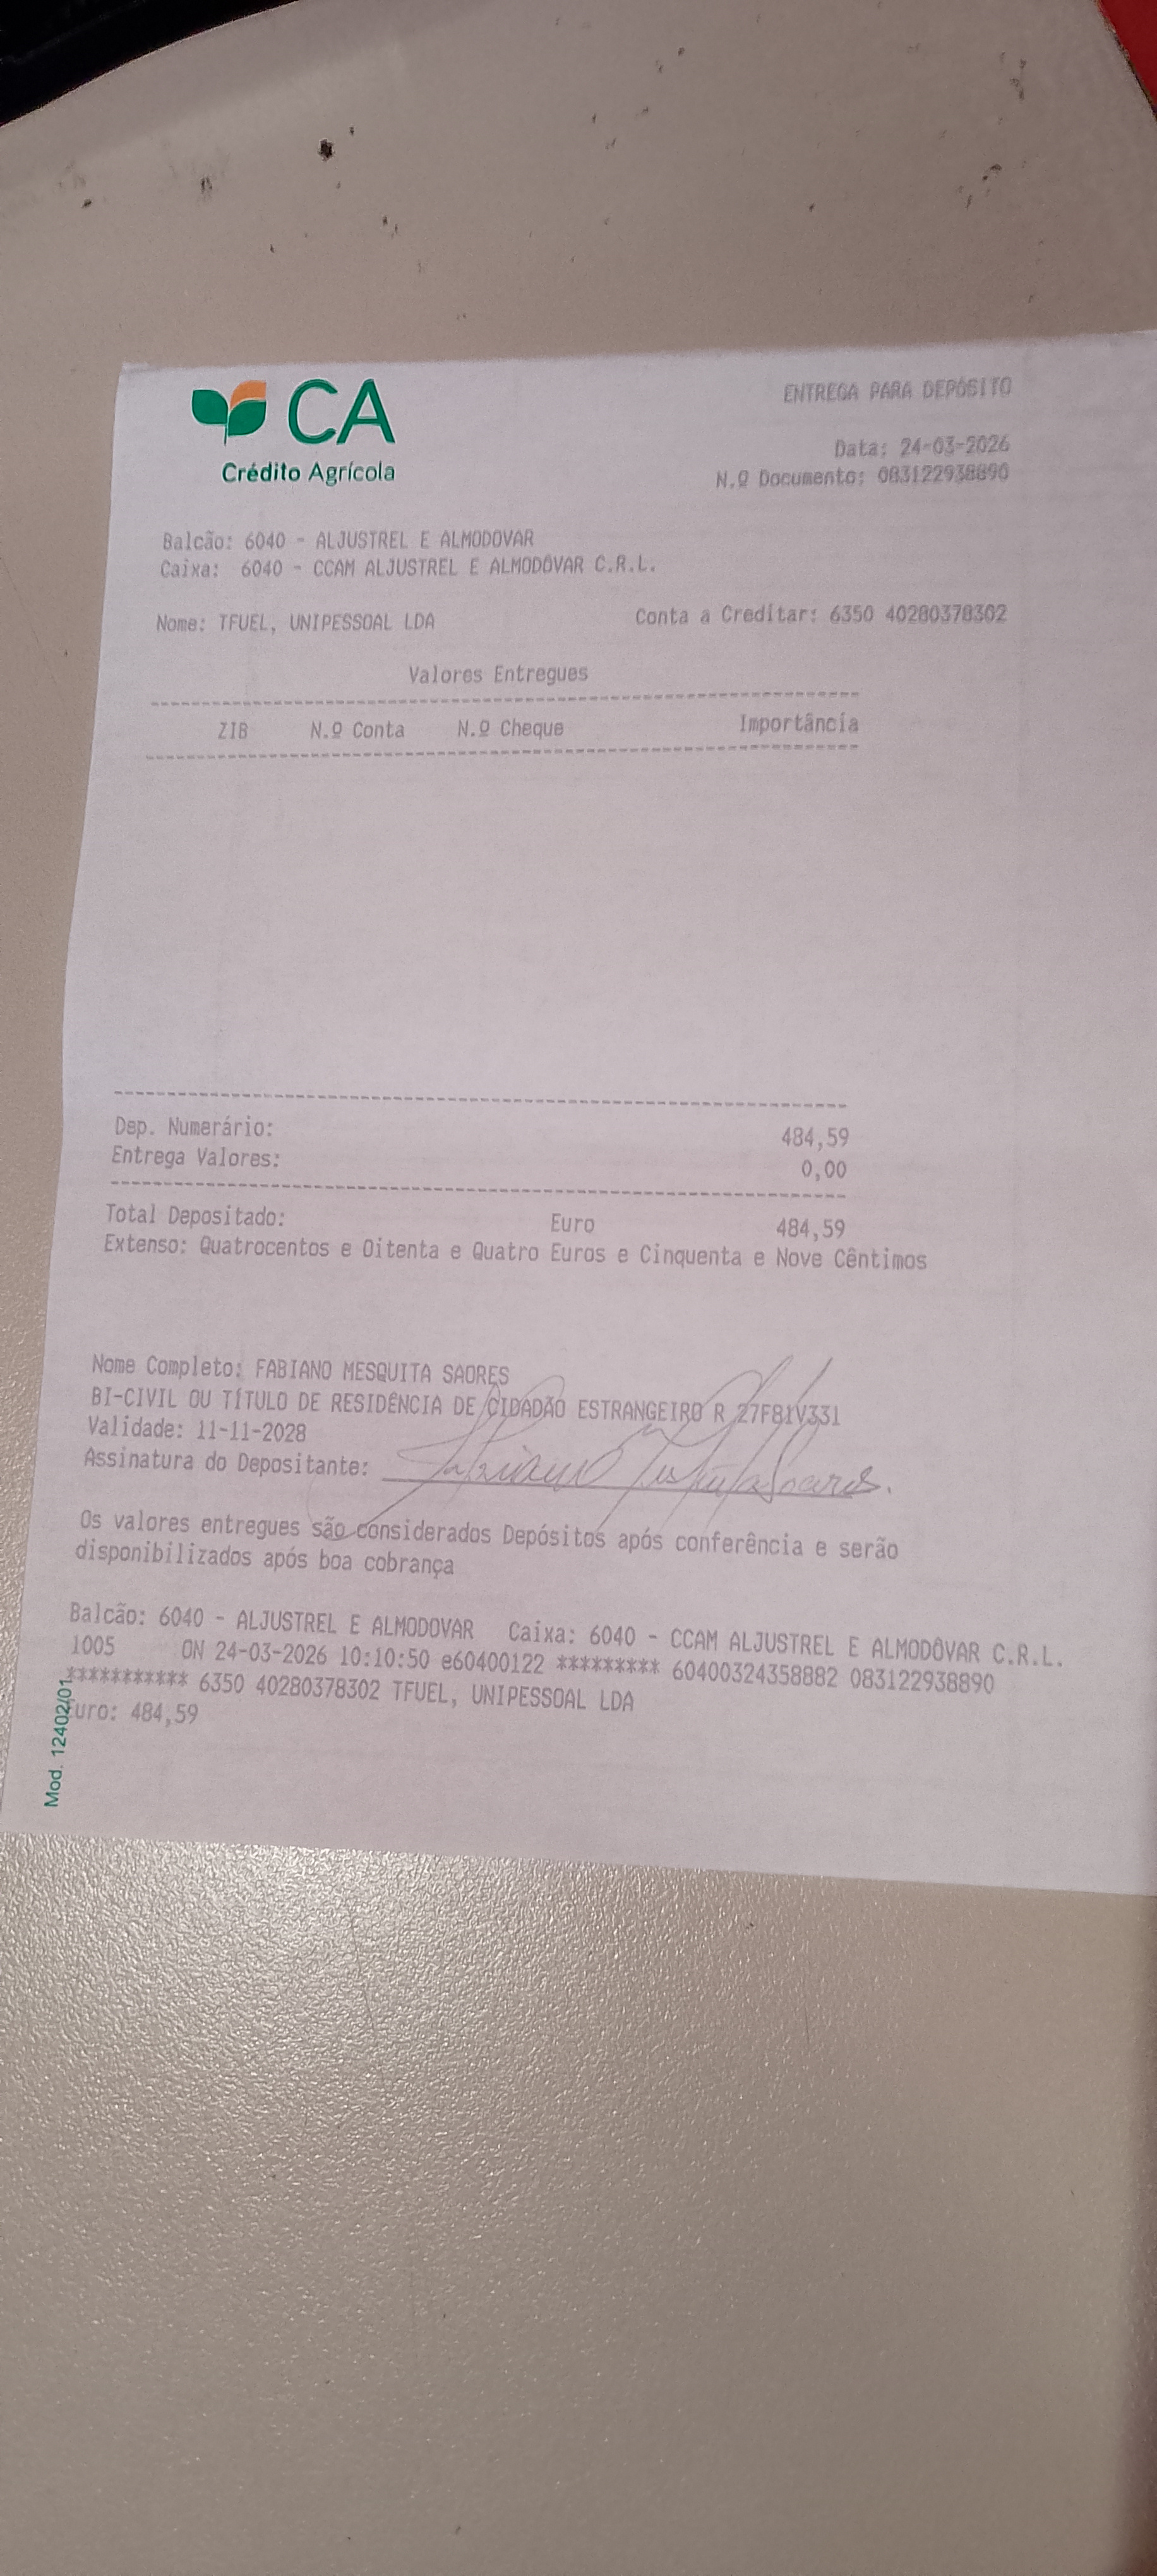 CA
Crédito Agrícola
ENTREGA PARA DEPÓSITO
Data: 24-03-2026
N.º Documento: 083122938890
Balcão: 6040 - ALJUSTREL E ALMODOVAR
Caixa: 6040 - CCAM ALJUSTREL E ALMODÔVAR C.R.L.
Nome: TFUEL, UNIPESSOAL LDA Conta a Creditar: 6350 40280378302
Valores Entregues
ZIB N.º Conta N.º Cheque Importância
Dep. Numerário: 484,59
Entrega Valores: 0,00
Total Depositado: Euro 484,59
Extenso: Quatrocentos e Oitenta e Quatro Euros e Cinquenta e Nove Cêntimos
Nome Completo: FABIANO MESQUITA SAORES
BI-CIVIL OU TÍTULO DE RESIDÊNCIA DE CIDADÃO ESTRANGEIRO R 27F81V331
Validade: 11-11-2028
Assinatura do Depositante: Fabiano Mesquita Soares.
Os valores entregues são considerados Depósitos após conferência e serão
disponibilizados após boa cobrança
Balcão: 6040 - ALJUSTREL E ALMODOVAR Caixa: 6040 - CCAM ALJUSTREL E ALMODÔVAR C.R.L.
1005 ON 24-03-2026 10:10:50 e60400122 ********* 60400324358882 083122938890
*********** 6350 40280378302 TFUEL, UNIPESSOAL LDA
Euro: 484,59
Mod. 12402/01